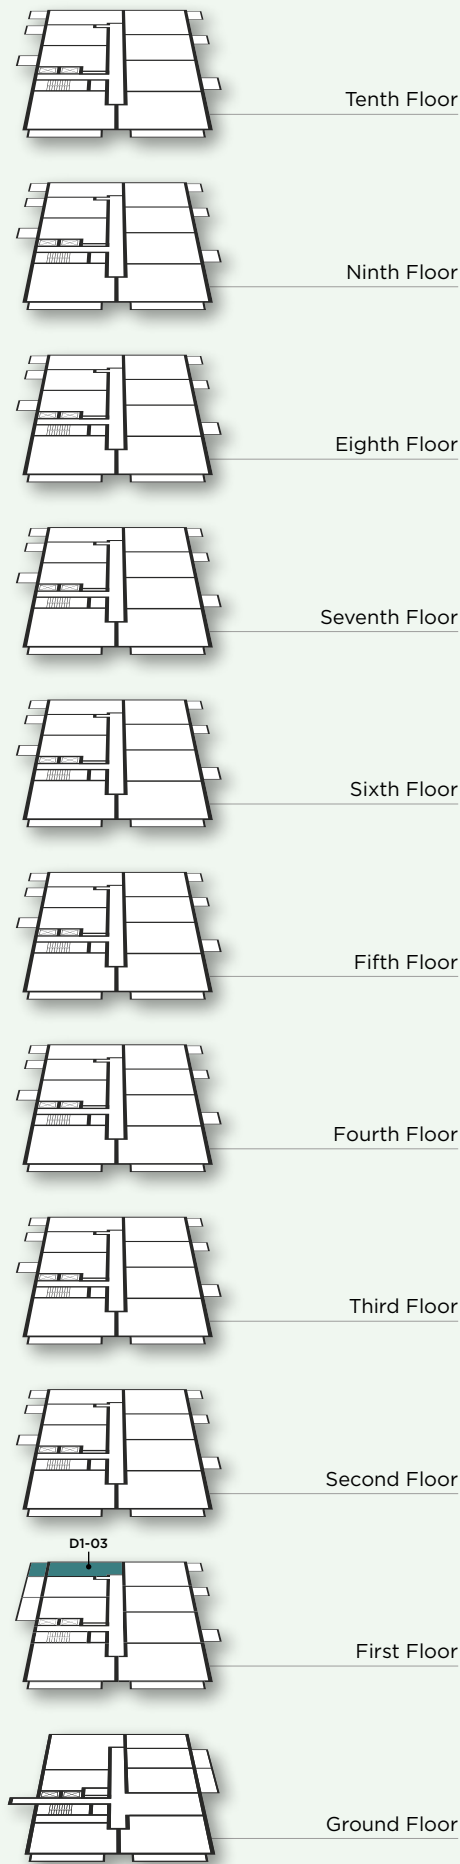 Tenth Floor
Ninth Floor
Eighth Floor
Seventh Floor
Sixth Floor
Fifth Floor
Fourth Floor
Third Floor
Second Floor
D1-03
First Floor
Ground Floor